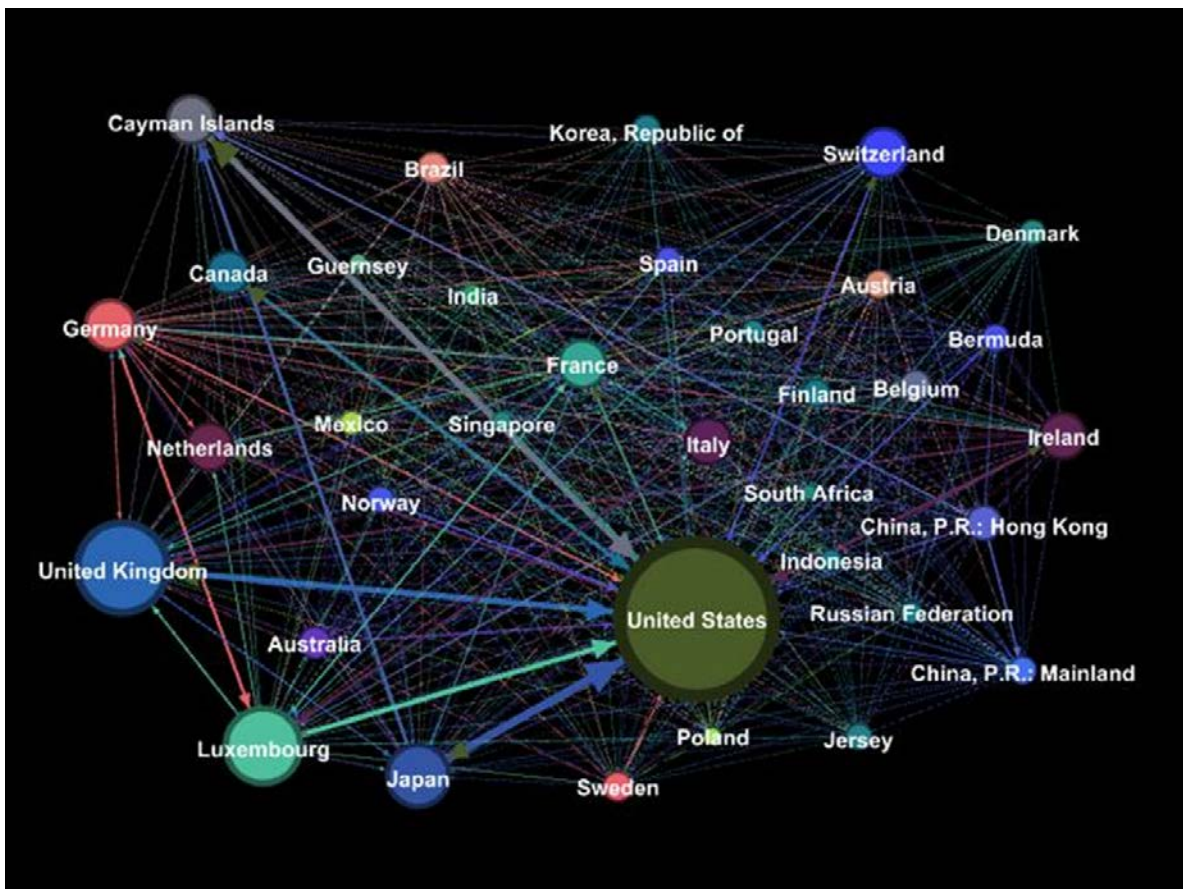 Cayman Islands
Korea, Republic of
Switzerland
Brazil
Denmark
Canada
Guernsey
Spain
India
Austria
Germany
Portugal
Bermuda
France
Finland
Belgium
Mexico
Singapore
Netherlands
Italy
Ireland
Norway
South Africa
China, P.R.: Hong Kong
United Kingdom
Indonesia
United States
Russian Federation
Australia
China, P.R.: Mainland
Luxembourg
Poland
Jersey
Japan
Sweden